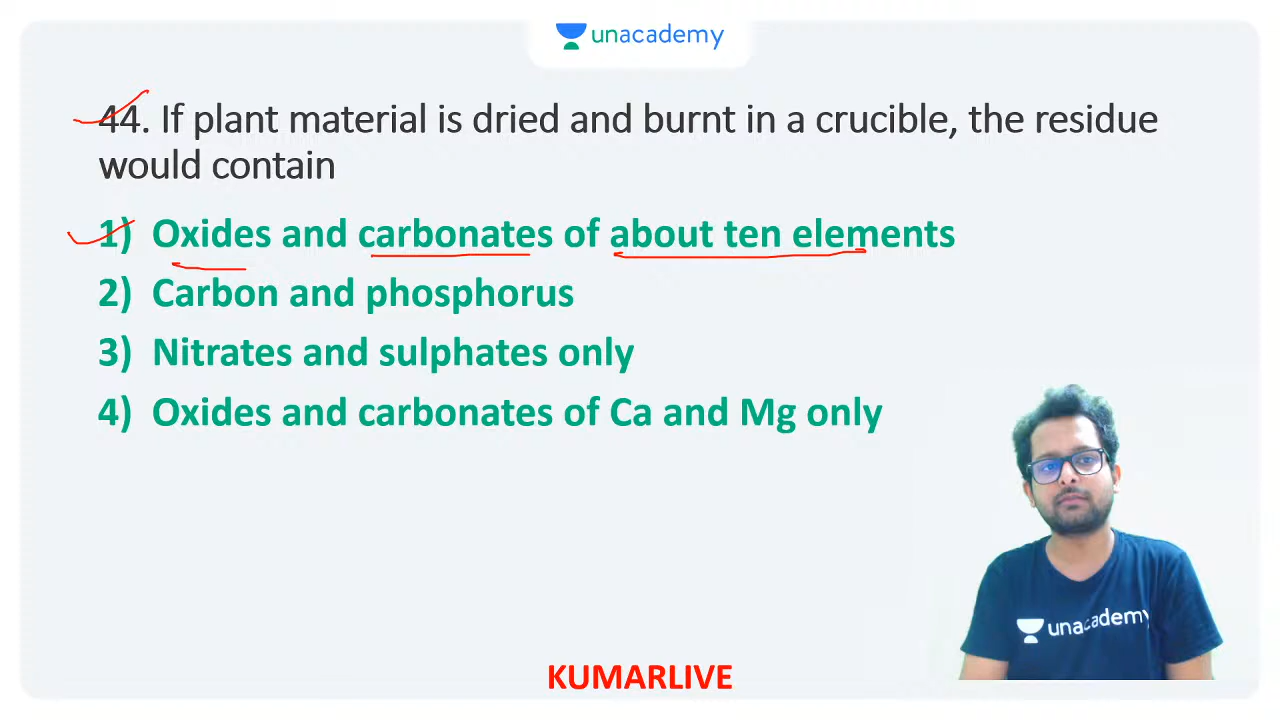 unacademy
44. If plant material is dried and burnt in a crucible, the residue
would contain
1) Oxides and carbonates of about ten elements
2) Carbon and phosphorus
3) Nitrates and sulphates only
4) Oxides and carbonates of Ca and Mg only
unacademy
KUMARLIVE